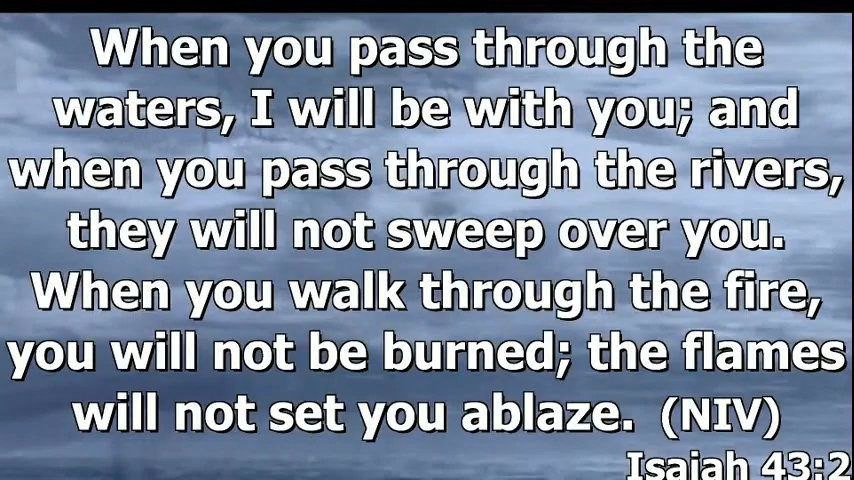 When you pass through the
waters, I will be with you; and
when you pass through the rivers,
they will not sweep over you.
When you walk through the fire,
you will not be burned; the flames
will not set you ablaze. (NIV)
Isaiah 43:2